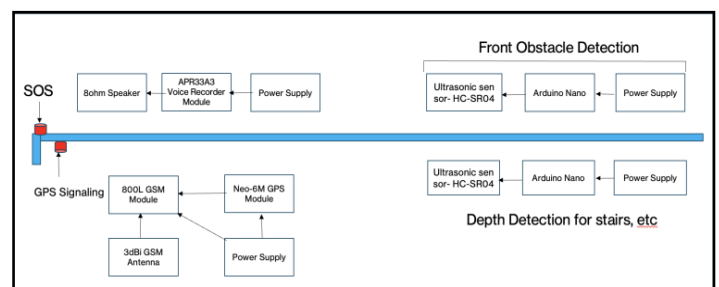 Front Obstacle Detection
SOS
8ohm Speaker
APR33A3
Voice Recorder
Module
Power Supply
Ultrasonic sen
sor- HC-SR04
Arduino Nano
Power Supply
GPS Signaling
800L GSM
Module
Neo-6M GPS
Module
3dBi GSM
Antenna
Power Supply
Ultrasonic sen
sor- HC-SR04
Arduino Nano
Power Supply
Depth Detection for stairs, etc